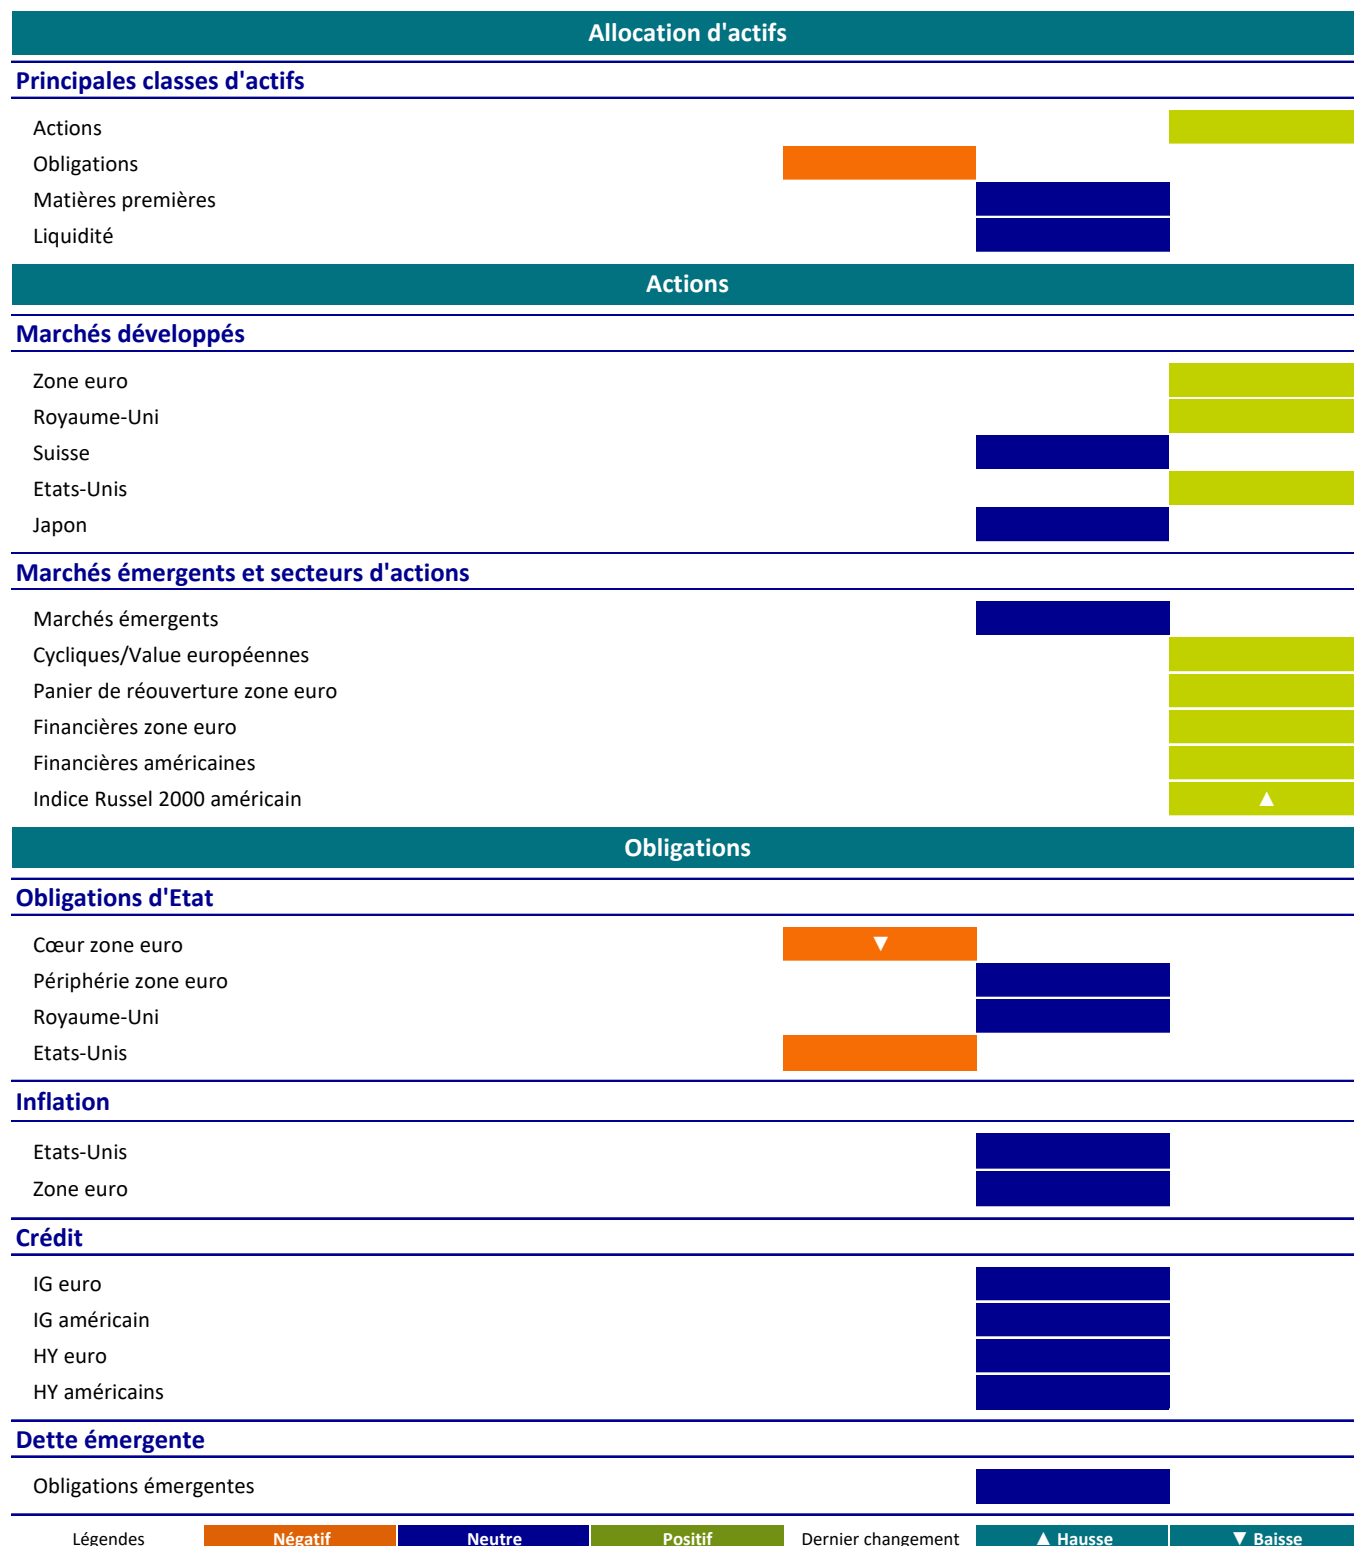 Allocation d'actifs
Principales classes d'actifs
Actions
Obligations
Matières premières
Liquidité
Actions
Marchés développés
Zone euro
Royaume-Uni
Suisse
Etats-Unis
Japon
Marchés émergents et secteurs d'actions
Marchés émergents
Cycliques/Value européennes
Panier de réouverture zone euro
Financières zone euro
Financières américaines
Indice Russel 2000 américain ▲
Obligations
Obligations d'Etat
Cœur zone euro ▼
Périphérie zone euro
Royaume-Uni
Etats-Unis
Inflation
Etats-Unis
Zone euro
Crédit
IG euro
IG américain
HY euro
HY américains
Dette émergente
Obligations émergentes
Légendes Négatif Neutre Positif Dernier changement ▲ Hausse ▼ Baisse